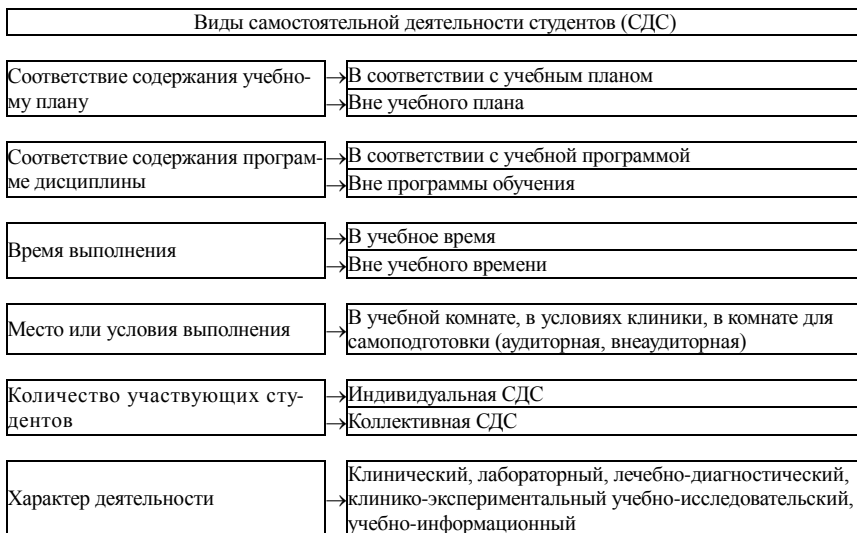 Виды самостоятельной деятельности студентов (СДС)
Соответствие содержания учебно-
му плану
→В соответствии с учебным планом
→Вне учебного плана
Соответствие содержания програм-
ме дисциплины
→В соответствии с учебной программой
→Вне программы обучения
Время выполнения
→В учебное время
→Вне учебного времени
Место или условия выполнения
→В учебной комнате, в условиях клиники, в комнате для
самоподготовки (аудиторная, внеаудиторная)
Количество участвующих сту-
дентов
→Индивидуальная СДС
→Коллективная СДС
Характер деятельности
→Клинический, лабораторный, лечебно-диагностический,
клинико-экспериментальный учебно-исследовательский,
учебно-информационный